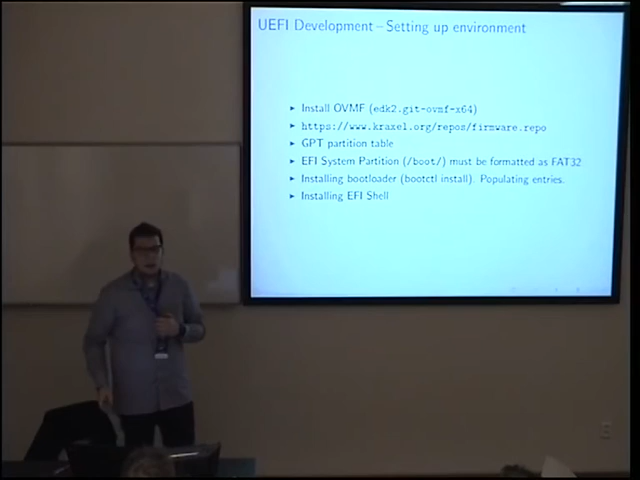 UEFI Development – Setting up environment
▸ Install OVMF (edk2.git-ovmf-x64)
▸ https://www.kraxel.org/repos/firmware.repo
▸ GPT partition table
▸ EFI System Partition (/boot/) must be formatted as FAT32
▸ Installing bootloader (bootctl install). Populating entries.
▸ Installing EFI Shell